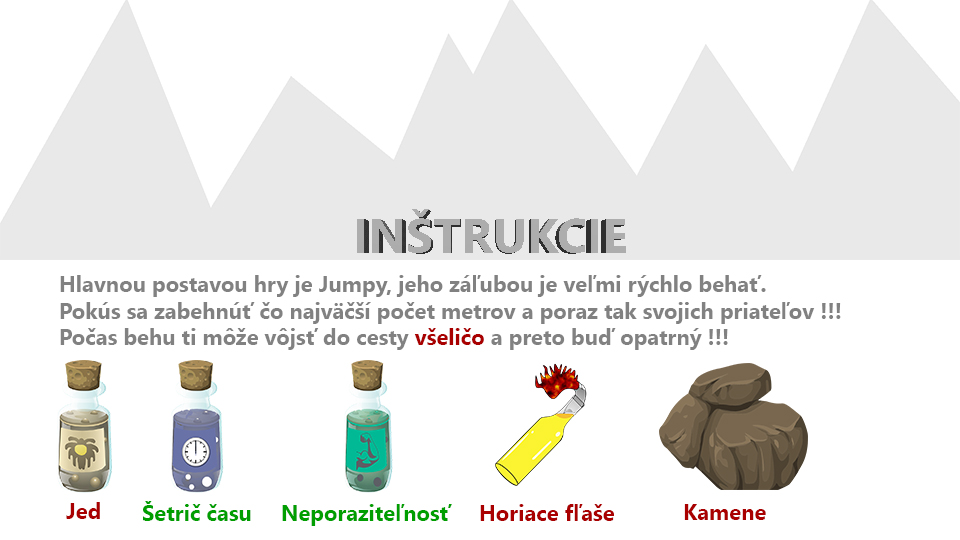 INŠTRUKCIE
Hlavnou postavou hry je Jumpy, jeho záľubou je veľmi rýchlo behať.
Pokús sa zabehnúť čo najväčší počet metrov a poraz tak svojich priateľov !!!
Počas behu ti môže vôjsť do cesty všeličo a preto buď opatrný !!!
Jed
Šetrič času
Neporaziteľnosť
Horiace fľaše
Kamene